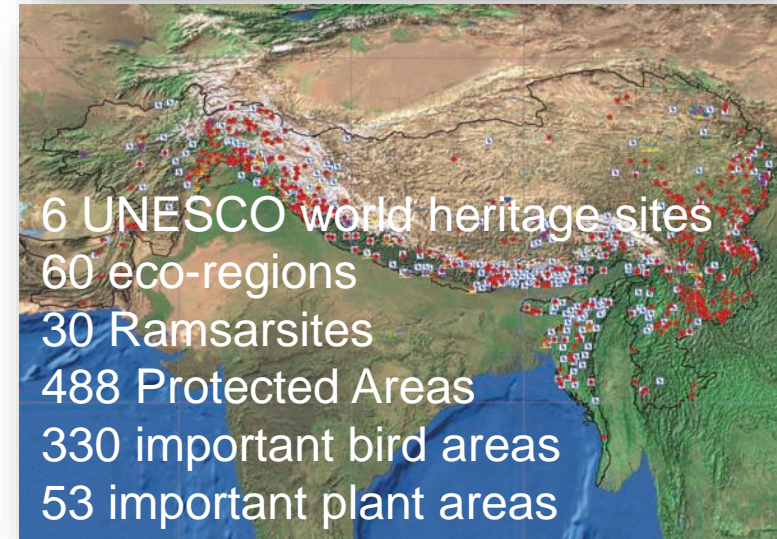 6 UNESCO world heritage sites
60 eco-regions
30 Ramsarsites
488 Protected Areas
330 important bird areas
53 important plant areas